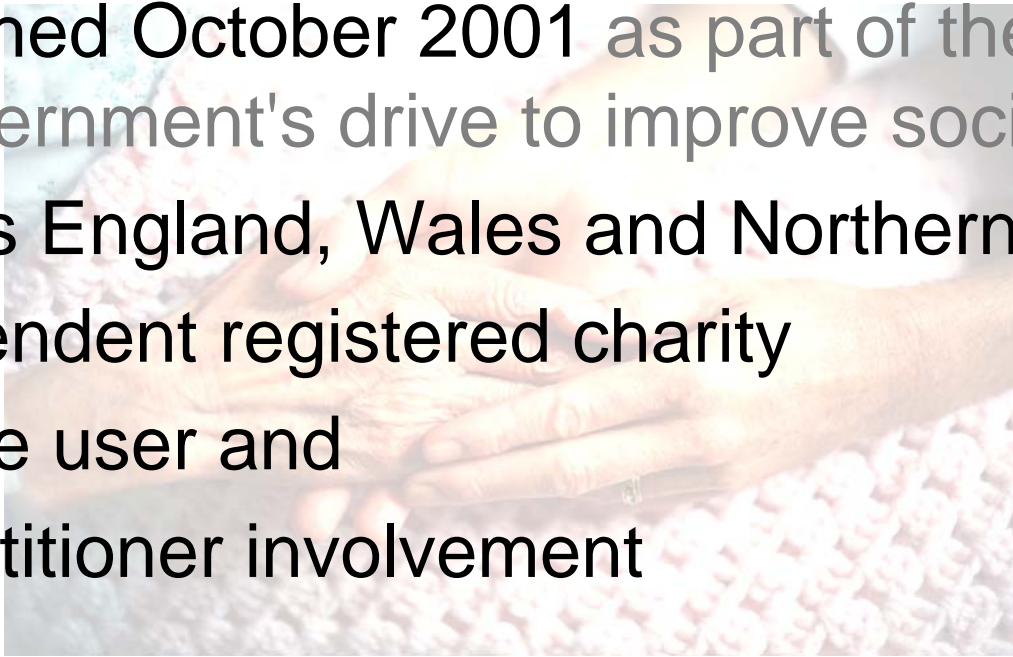 ned October 2001 as part of the
ernment's drive to improve soci
s England, Wales and Northern
endent registered charity
e user and
titioner involvement